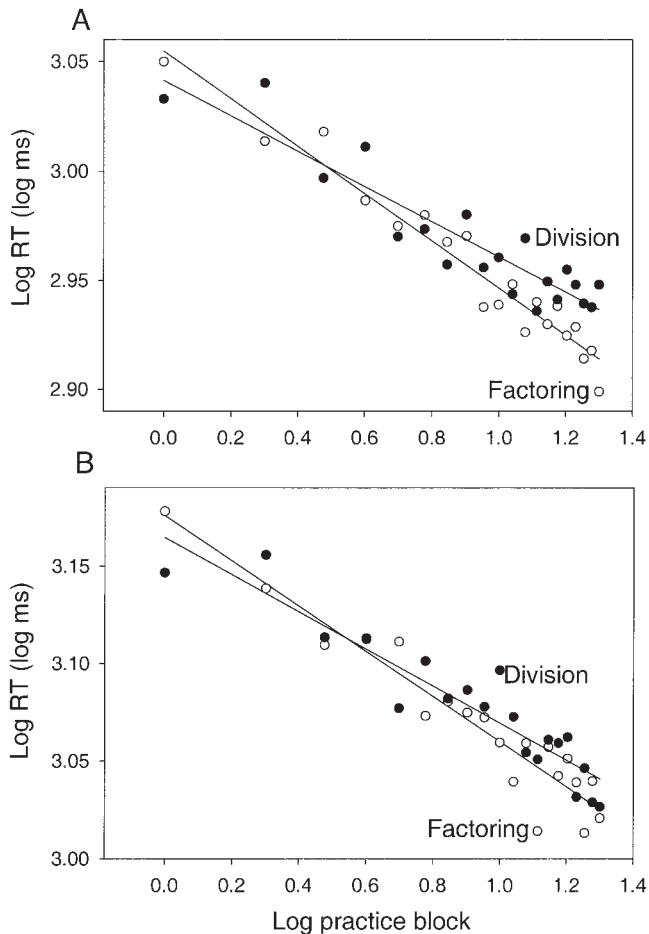 A
3.05
3.00
2.95
2.90
Log RT (log ms)
Division
Factoring
0.0 0.2 0.4 0.6 0.8 1.0 1.2 1.4
B
3.15
3.10
3.05
3.00
Log RT (log ms)
Division
Factoring
0.0 0.2 0.4 0.6 0.8 1.0 1.2 1.4
Log practice block